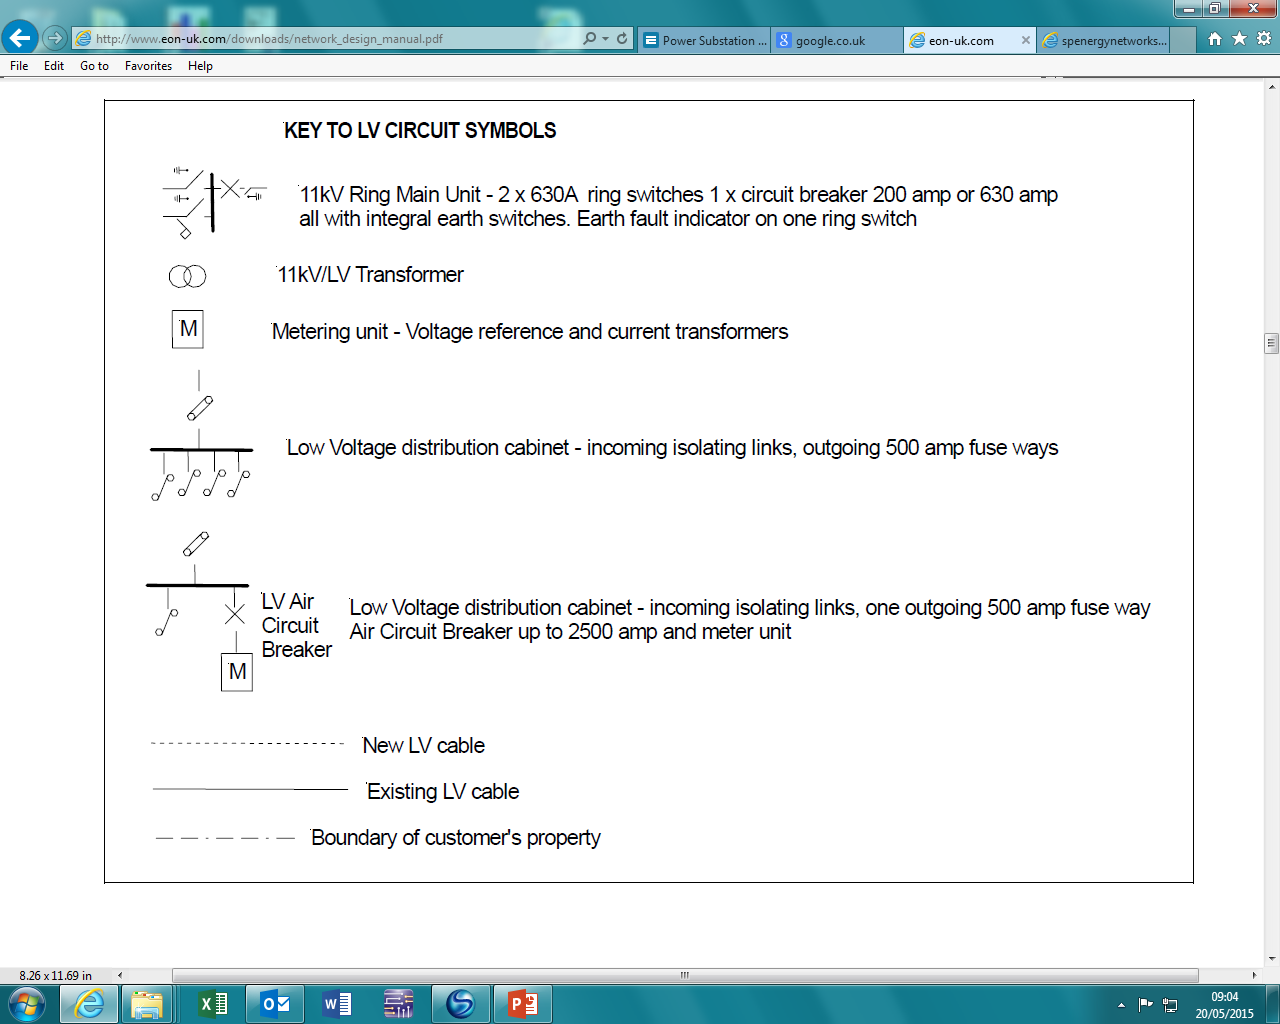 http://www.eon-uk.com/downloads/network_design_manual.pdf
Power Substation ...
google.co.uk
eon-uk.com
spenergynetworks...
File Edit Go to Favorites Help
KEY TO LV CIRCUIT SYMBOLS
11kV Ring Main Unit - 2 x 630A ring switches 1 x circuit breaker 200 amp or 630 amp
all with integral earth switches. Earth fault indicator on one ring switch
11kV/LV Transformer
M
Metering unit - Voltage reference and current transformers
Low Voltage distribution cabinet - incoming isolating links, outgoing 500 amp fuse ways
LV Air
Circuit
Breaker
M
Low Voltage distribution cabinet - incoming isolating links, one outgoing 500 amp fuse way
Air Circuit Breaker up to 2500 amp and meter unit
New LV cable
Existing LV cable
Boundary of customer's property
8.26 x 11.69 in
09:04
20/05/2015